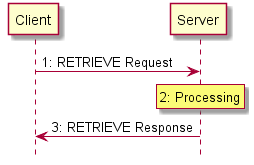 Client
Server
1: RETRIEVE Request
2: Processing
3: RETRIEVE Response